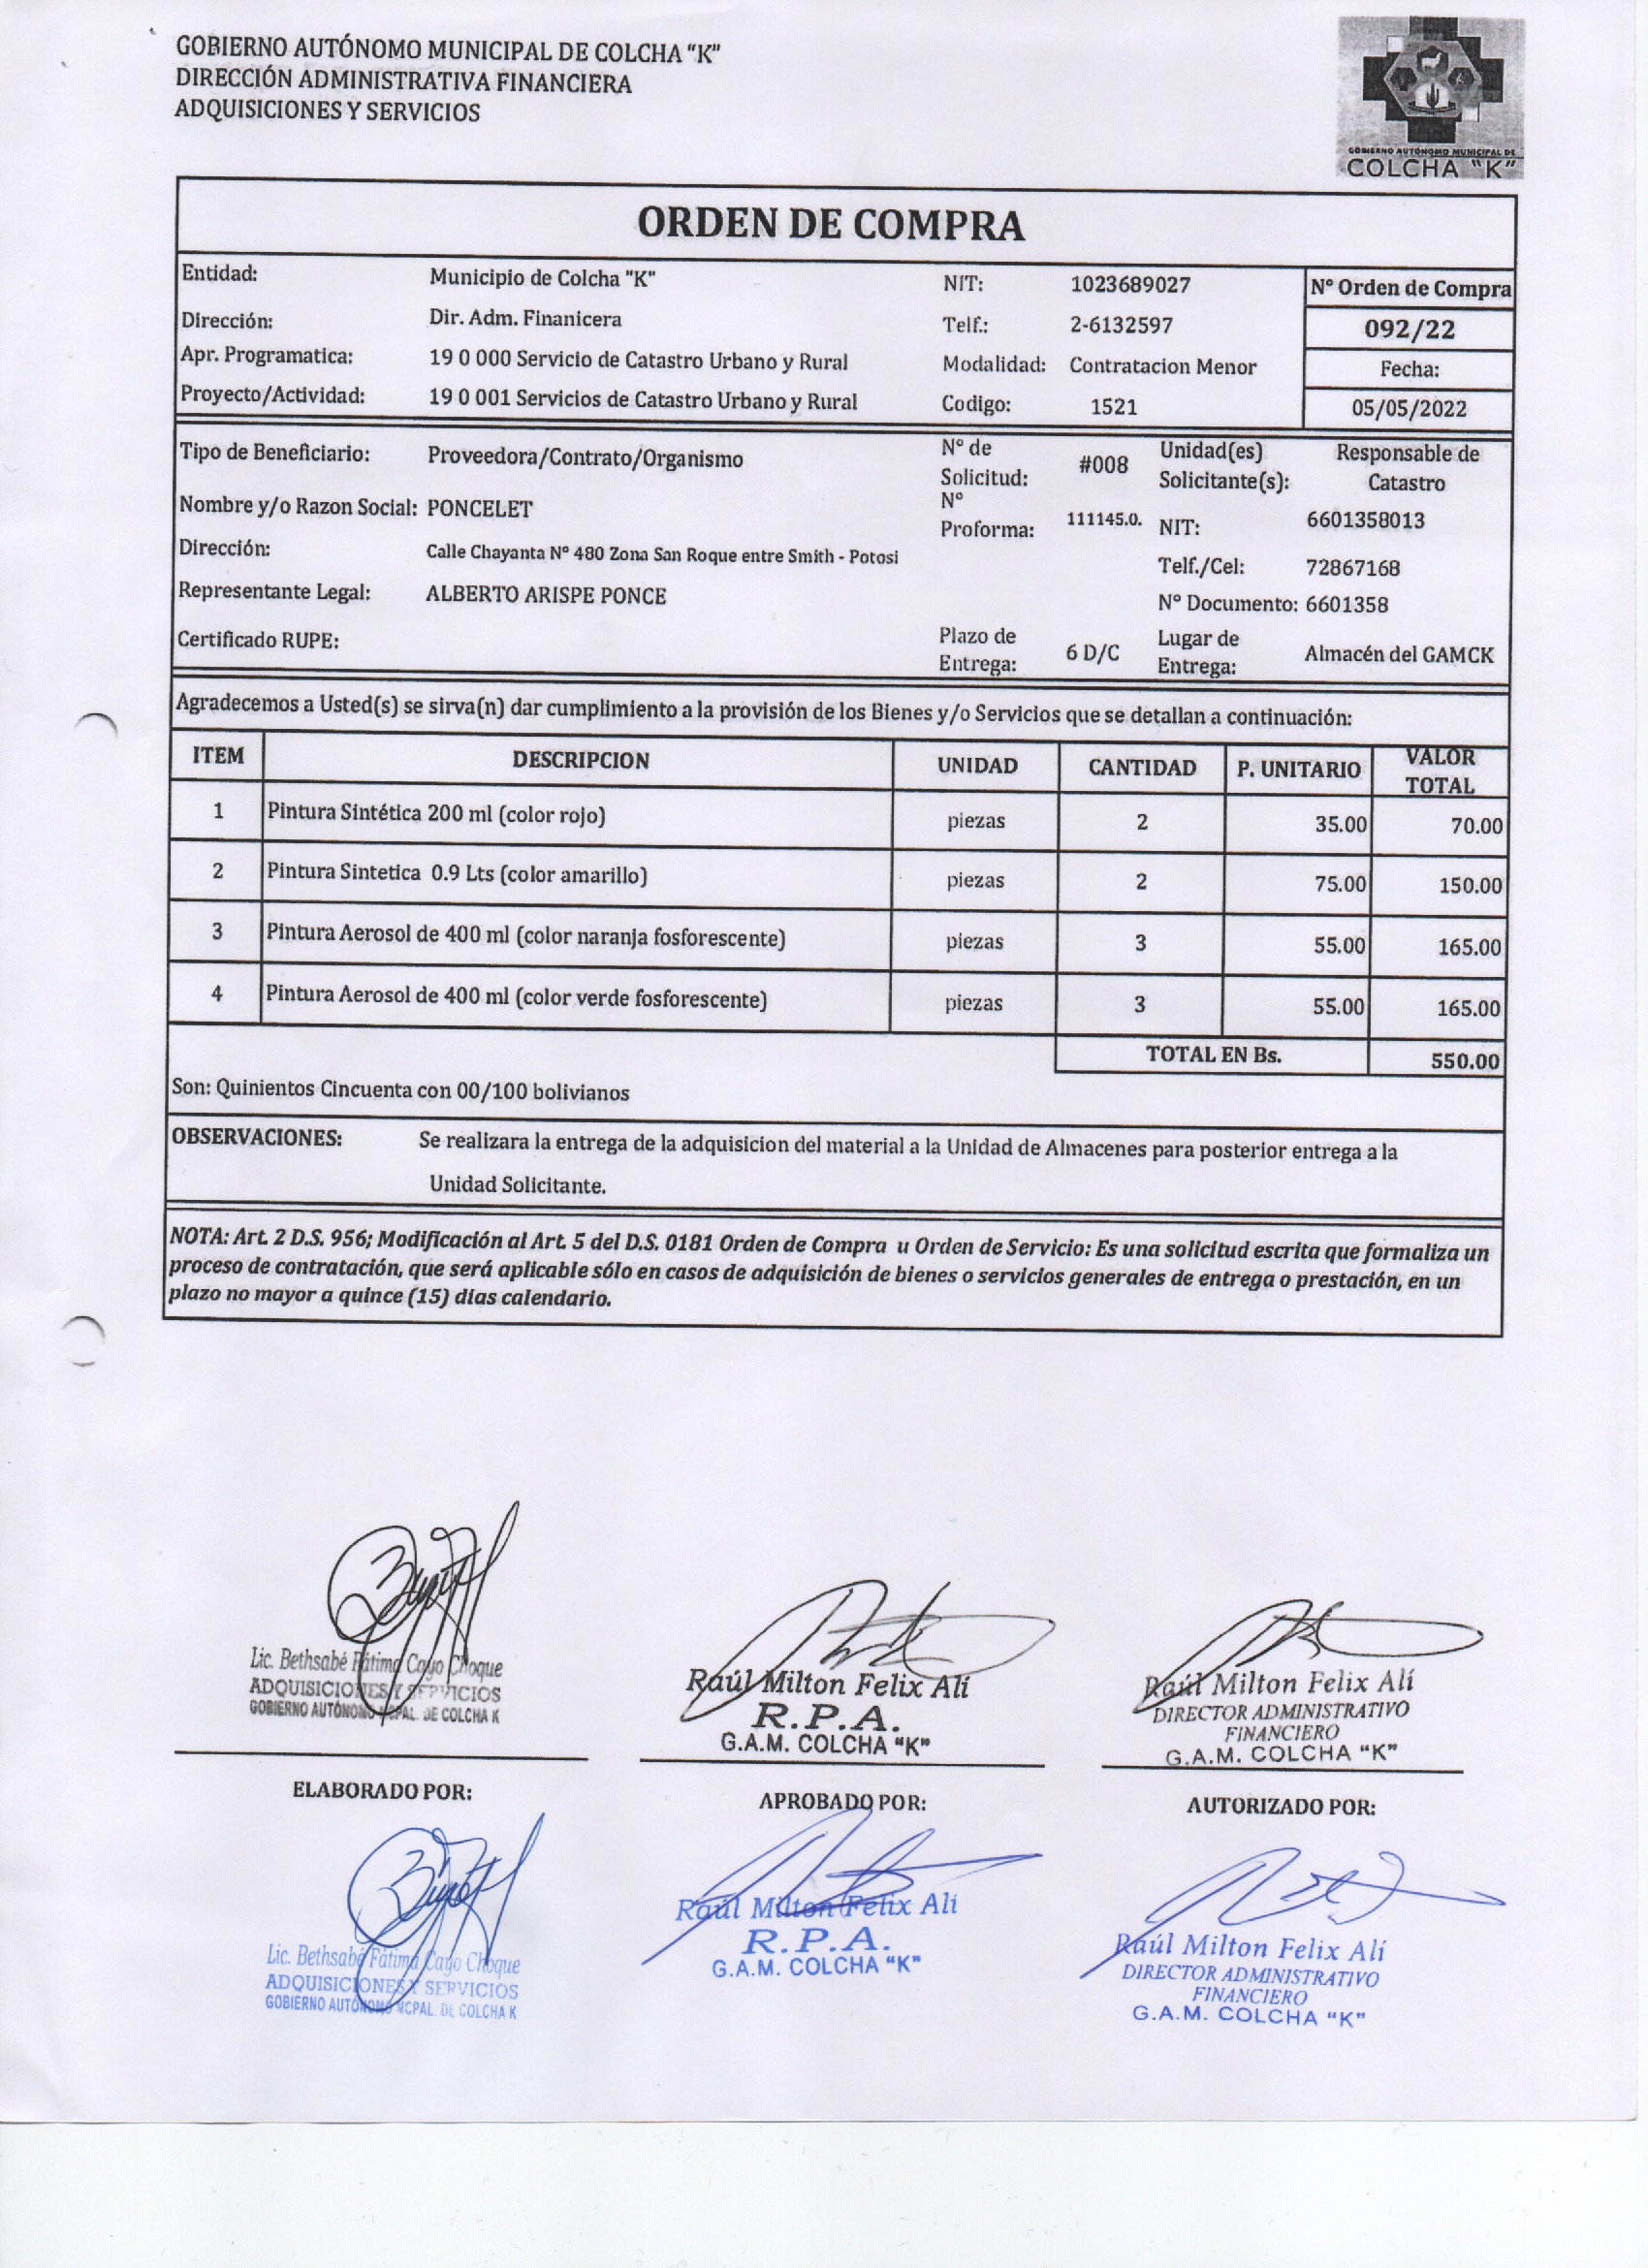 GOBIERNO AUTÓNOMO MUNICIPAL DE COLCHA "K"
DIRECCIÓN ADMINISTRATIVA FINANCIERA
ADQUISICIONES Y SERVICIOS
GOBIERNO AUTÓNOMO MUNICIPAL DE
COLCHA "K"
ORDEN DE COMPRA
Entidad: Municipio de Colcha "K" NIT: 1023689027 N° Orden de Compra
Dirección: Dir. Adm. Finanicera Telf.: 2-6132597 092/22
Apr. Programatica: 19 0 000 Servicio de Catastro Urbano y Rural Modalidad: Contratacion Menor Fecha:
Proyecto/Actividad: 19 0 001 Servicios de Catastro Urbano y Rural Codigo: 1521 05/05/2022
Tipo de Beneficiario: Proveedora/Contrato/Organismo N° de Solicitud: #008 Unidad(es) Solicitante(s): Responsable de Catastro
Nombre y/o Razon Social: PONCELET N° Proforma: 111145.0. NIT: 6601358013
Dirección: Calle Chayanta N° 480 Zona San Roque entre Smith - Potosi Telf./Cel: 72867168
Representante Legal: ALBERTO ARISPE PONCE N° Documento: 6601358
Certificado RUPE: Plazo de Entrega: 6 D/C Lugar de Entrega: Almacén del GAMCK
Agradecemos a Usted(s) se sirva(n) dar cumplimiento a la provisión de los Bienes y/o Servicios que se detallan a continuación:
ITEM DESCRIPCION UNIDAD CANTIDAD P. UNITARIO VALOR TOTAL
1 Pintura Sintética 200 ml (color rojo) piezas 2 35.00 70.00
2 Pintura Sintetica 0.9 Lts (color amarillo) piezas 2 75.00 150.00
3 Pintura Aerosol de 400 ml (color naranja fosforescente) piezas 3 55.00 165.00
4 Pintura Aerosol de 400 ml (color verde fosforescente) piezas 3 55.00 165.00
TOTAL EN Bs. 550.00
Son: Quinientos Cincuenta con 00/100 bolivianos
OBSERVACIONES: Se realizara la entrega de la adquisicion del material a la Unidad de Almacenes para posterior entrega a la
Unidad Solicitante.
NOTA: Art. 2 D.S. 956; Modificación al Art. 5 del D.S. 0181 Orden de Compra u Orden de Servicio: Es una solicitud escrita que formaliza un
proceso de contratación, que será aplicable sólo en casos de adquisición de bienes o servicios generales de entrega o prestación, en un
plazo no mayor a quince (15) dias calendario.
Lic. Bethsabé Fátima Cayo Choque
ADQUISICIONES Y SERVICIOS
GOBIERNO AUTÓNOMO MCPAL. DE COLCHA K
ELABORADO POR:
Raúl Milton Felix Alí
R.P.A.
G.A.M. COLCHA "K"
APROBADO POR:
Raúl Milton Felix Alí
DIRECTOR ADMINISTRATIVO
FINANCIERO
G.A.M. COLCHA "K"
AUTORIZADO POR:
Lic. Bethsabé Fátima Cayo Choque
ADQUISICIONES Y SERVICIOS
GOBIERNO AUTÓNOMO MCPAL. DE COLCHA K
Raúl Milton Felix Alí
R.P.A.
G.A.M. COLCHA "K"
Raúl Milton Felix Alí
DIRECTOR ADMINISTRATIVO
FINANCIERO
G.A.M. COLCHA "K"